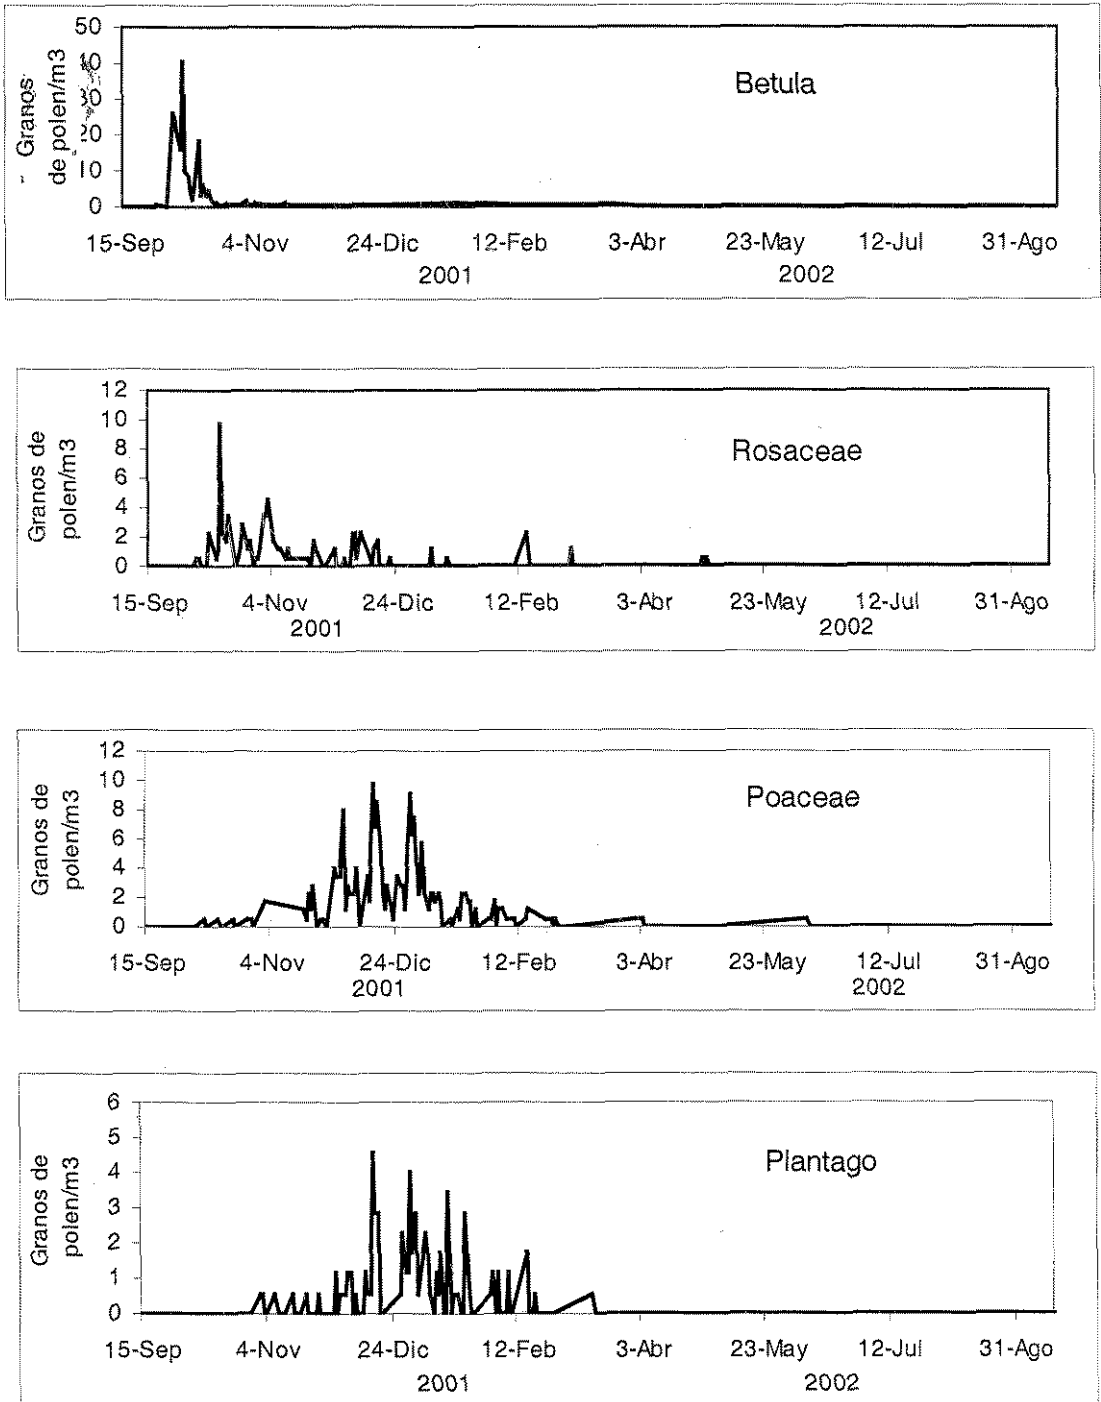 50
40
30
20
10
0
Granos
de polen/m3
Betula
15-Sep 4-Nov 24-Dic 12-Feb 3-Abr 23-May 12-Jul 31-Ago
2001 2002
12
10
8
6
4
2
0
Granos de
polen/m3
Rosaceae
15-Sep 4-Nov 24-Dic 12-Feb 3-Abr 23-May 12-Jul 31-Ago
2001 2002
12
10
8
6
4
2
0
Granos de
polen/m3
Poaceae
15-Sep 4-Nov 24-Dic 12-Feb 3-Abr 23-May 12-Jul 31-Ago
2001 2002
6
5
4
3
2
1
0
Granos de
polen/m3
Plantago
15-Sep 4-Nov 24-Dic 12-Feb 3-Abr 23-May 12-Jul 31-Ago
2001 2002